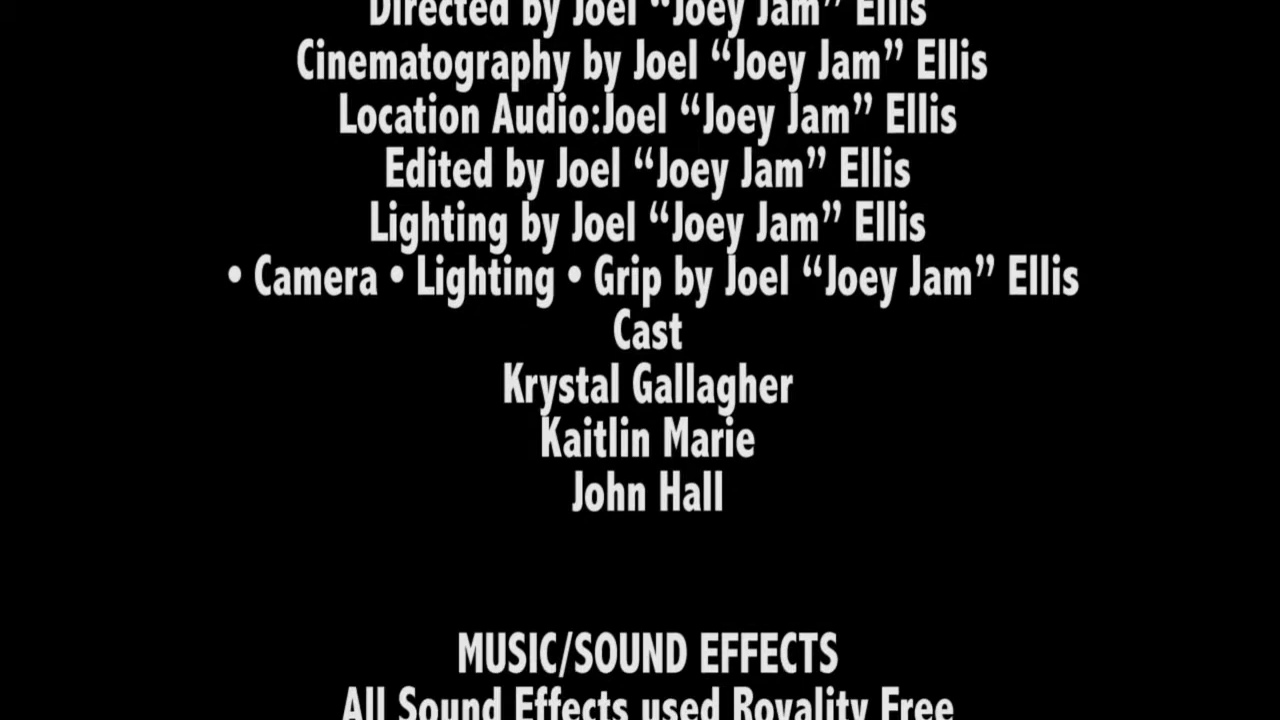 Directed by Joel “Joey Jam” Ellis
Cinematography by Joel “Joey Jam” Ellis
Location Audio:Joel “Joey Jam” Ellis
Edited by Joel “Joey Jam” Ellis
Lighting by Joel “Joey Jam” Ellis
• Camera • Lighting • Grip by Joel “Joey Jam” Ellis
Cast
Krystal Gallagher
Kaitlin Marie
John Hall
MUSIC/SOUND EFFECTS
All Sound Effects used Royality Free